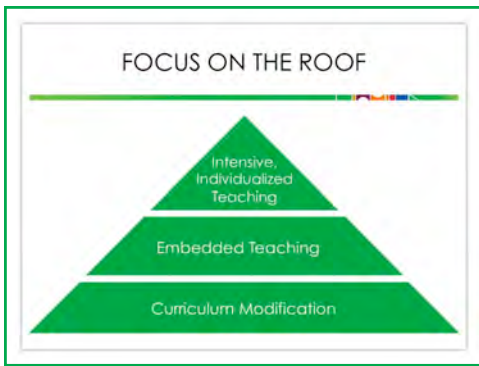 FOCUS ON THE ROOF
Intensive,
Individualized
Teaching
Embedded Teaching
Curriculum Modification